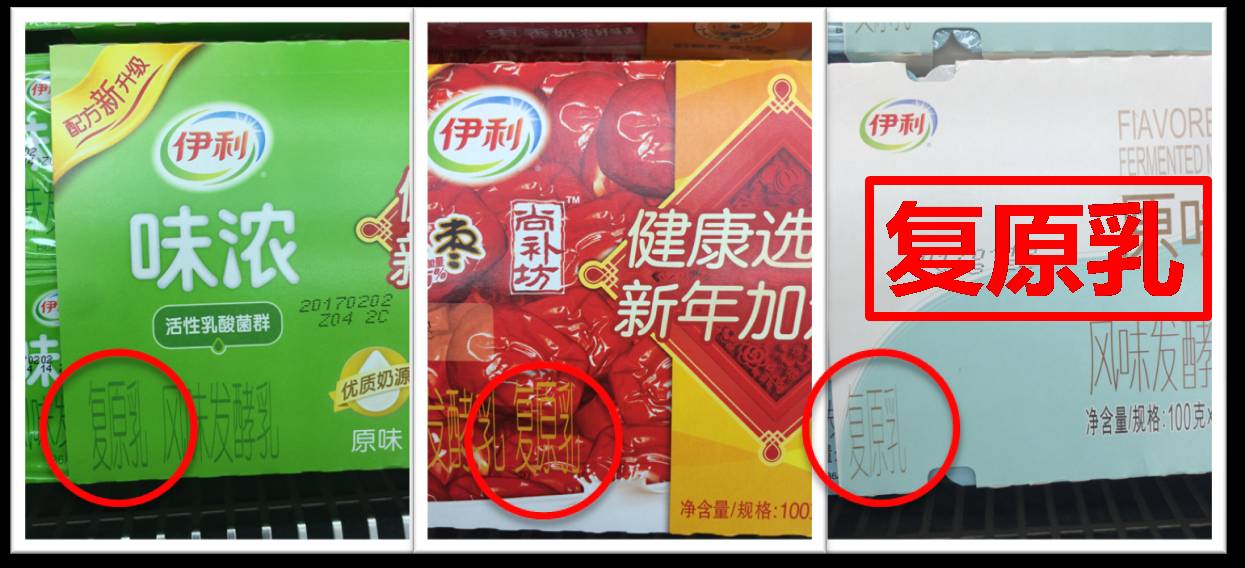 配方新升级
伊利
味浓
活性乳酸菌群
20170202
Z04 2C
优质奶源
复原乳 风味发酵乳
原味
伊利
枣
尚补坊
TM
健康选
新年加
发酵乳 复原乳
净含量/规格:100
伊利
FLAVORE
FERMENTED M
原味
复原乳
风味发酵
净含量/规格:100克×
复原乳